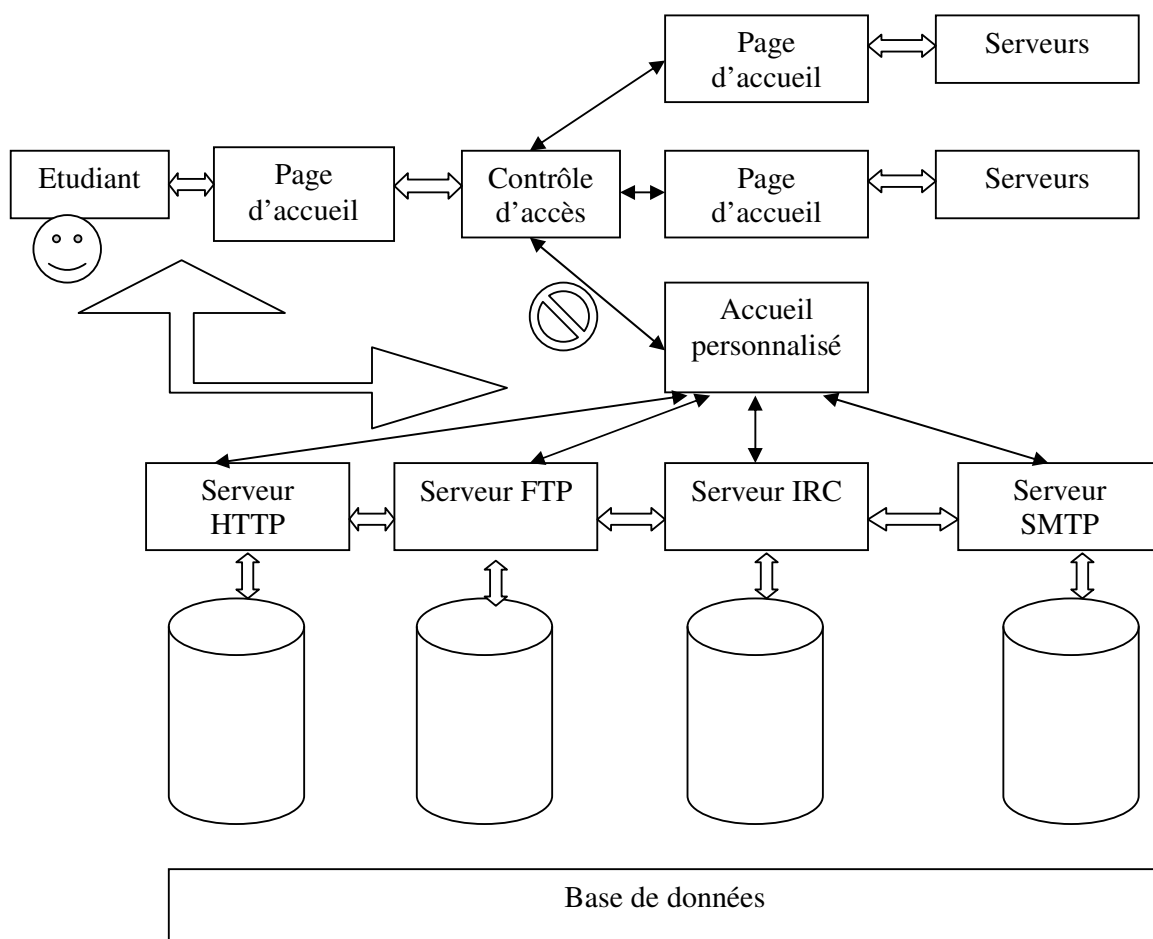 Page
d'accueil
Serveurs
Etudiant
Page
d'accueil
Contrôle
d'accès
Page
d'accueil
Serveurs
Accueil
personnalisé
Serveur
HTTP
Serveur FTP
Serveur IRC
Serveur
SMTP
Base de données